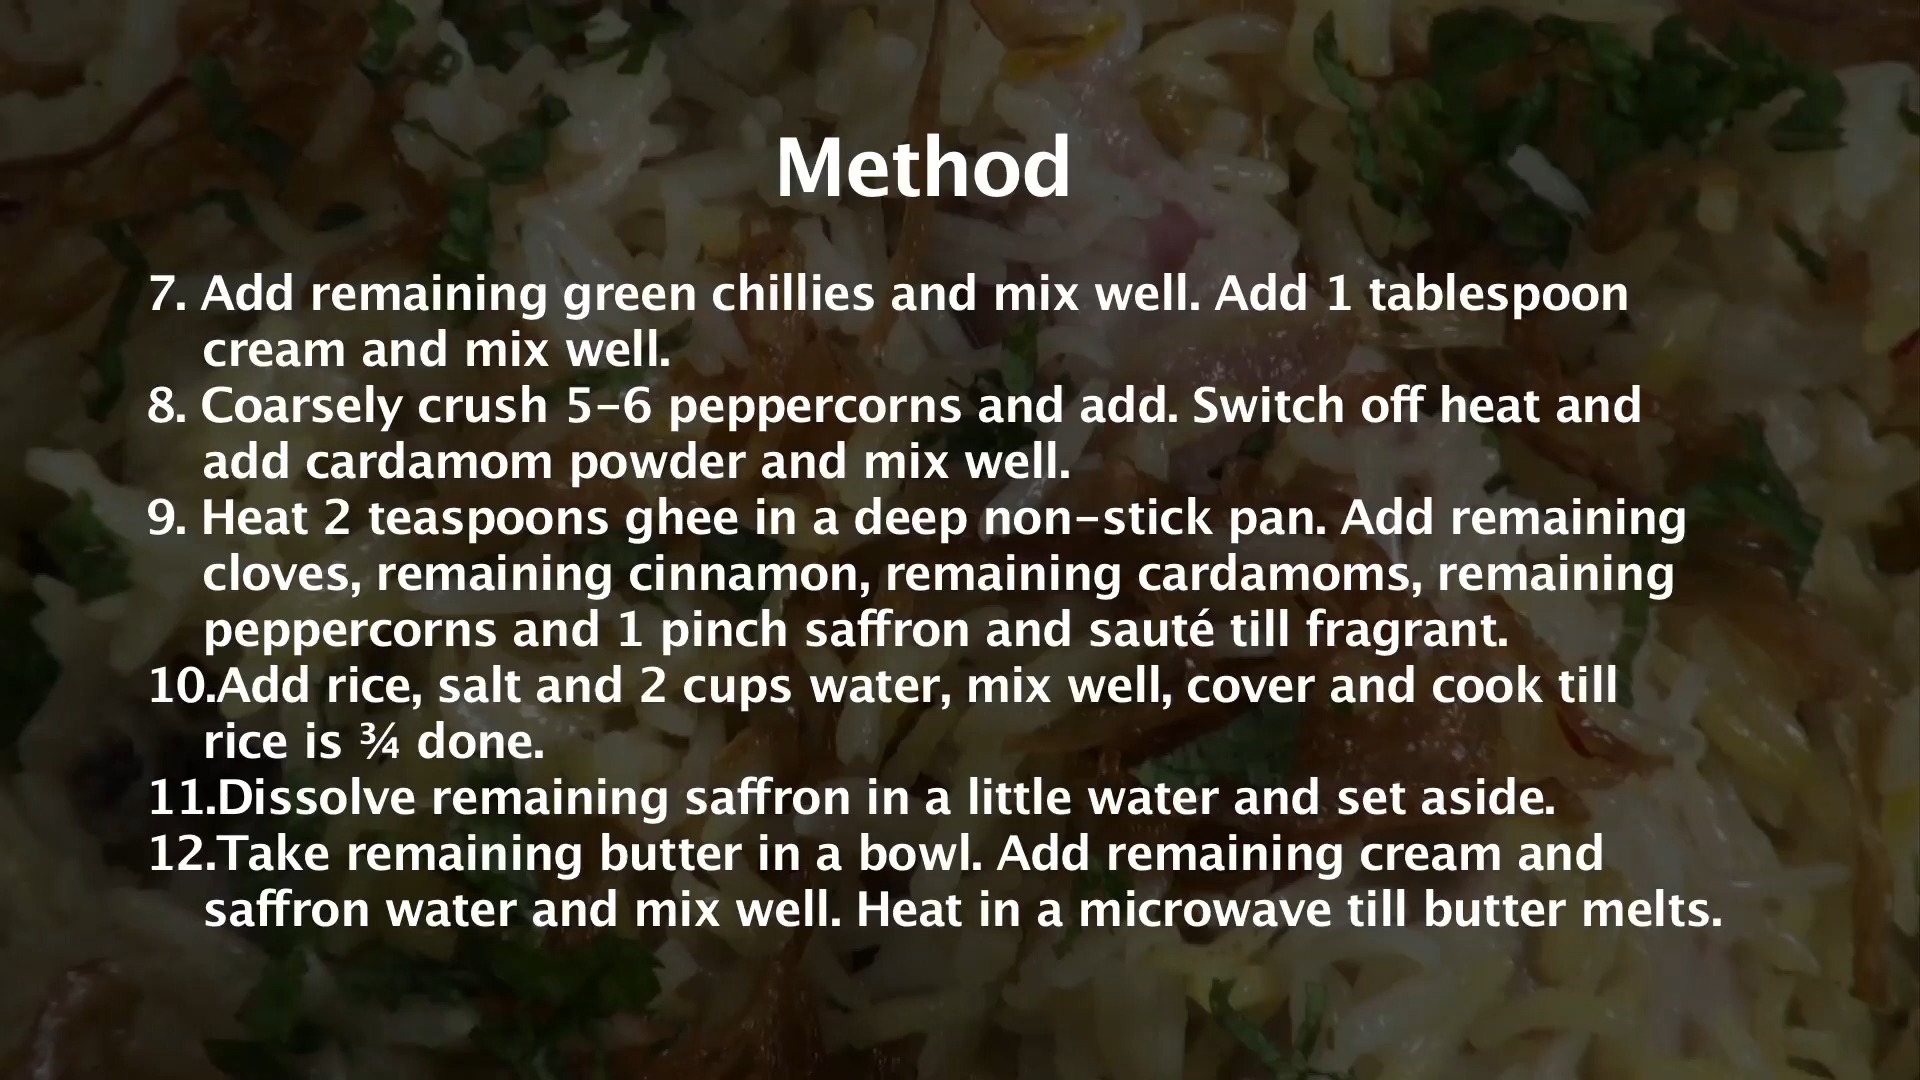 Method
7. Add remaining green chillies and mix well. Add 1 tablespoon
cream and mix well.
8. Coarsely crush 5-6 peppercorns and add. Switch off heat and
add cardamom powder and mix well.
9. Heat 2 teaspoons ghee in a deep non-stick pan. Add remaining
cloves, remaining cinnamon, remaining cardamoms, remaining
peppercorns and 1 pinch saffron and sauté till fragrant.
10.Add rice, salt and 2 cups water, mix well, cover and cook till
rice is ¾ done.
11.Dissolve remaining saffron in a little water and set aside.
12.Take remaining butter in a bowl. Add remaining cream and
saffron water and mix well. Heat in a microwave till butter melts.